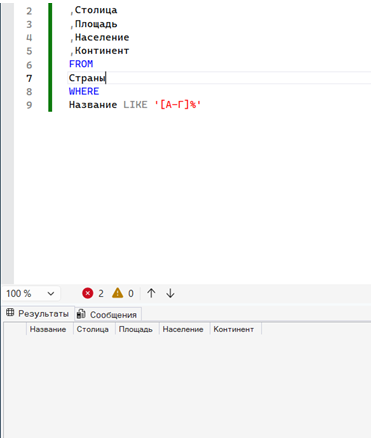 2 ,Столица
3 ,Площадь
4 ,Население
5 ,Континент
6 FROM
7 Страны
8 WHERE
9 Название LIKE '[А-Г]%'
100 % 2 0
Результаты Сообщения
Название Столица Площадь Население Континент